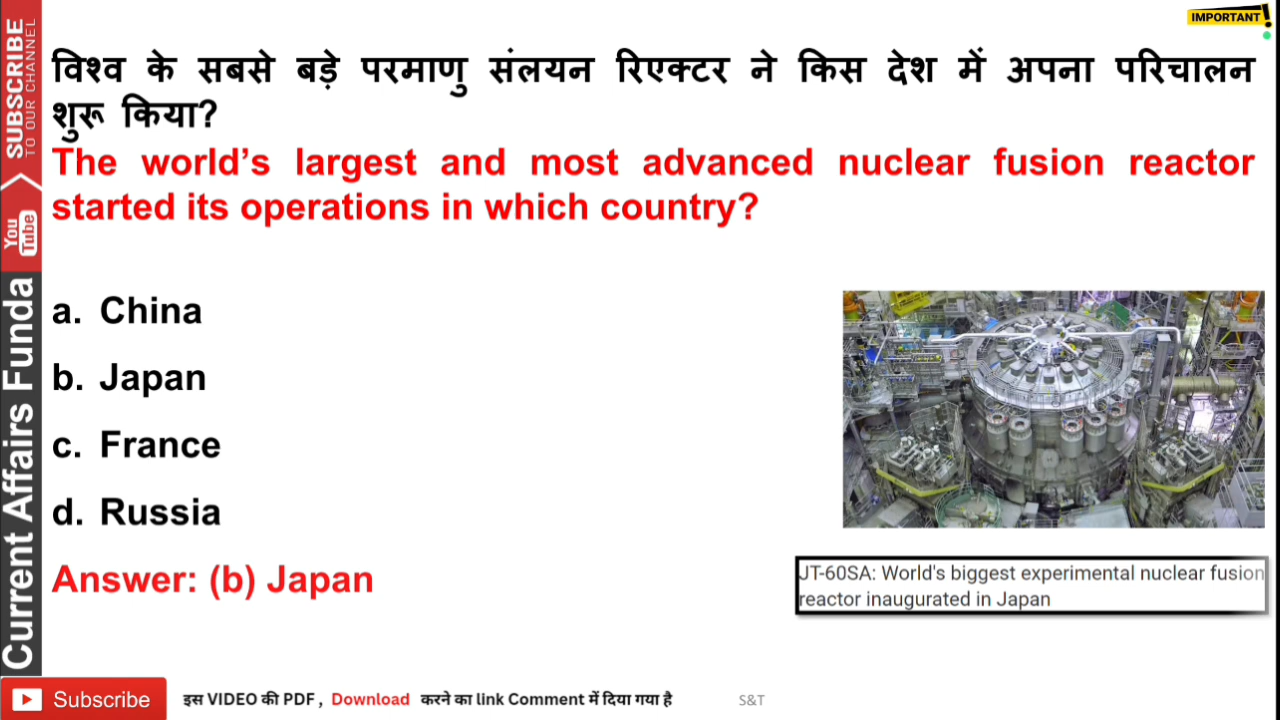 IMPORTANT!
SUBSCRIBE
TO OUR CHANNEL
You
Tube
Current Affairs Funda
विश्व के सबसे बड़े परमाणु संलयन रिएक्टर ने किस देश में अपना परिचालन
शुरू किया?
The world’s largest and most advanced nuclear fusion reactor
started its operations in which country?
a. China
b. Japan
c. France
d. Russia
Answer: (b) Japan
JT-60SA: World's biggest experimental nuclear fusion
reactor inaugurated in Japan
Subscribe इस VIDEO की PDF , Download करने का link Comment में दिया गया है S&T